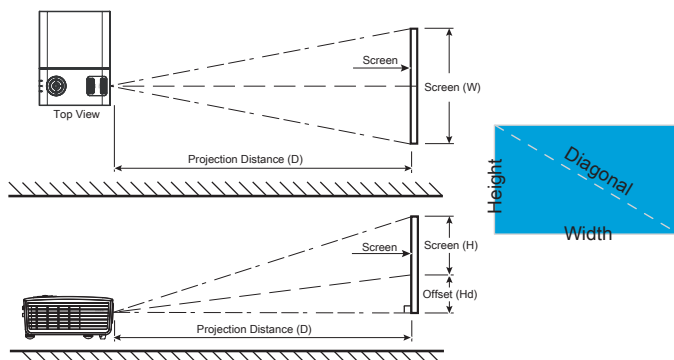 Screen
Screen (W)
Top View
Projection Distance (D)
Height
Diagonal
Width
Screen
Screen (H)
Offset (Hd)
Projection Distance (D)